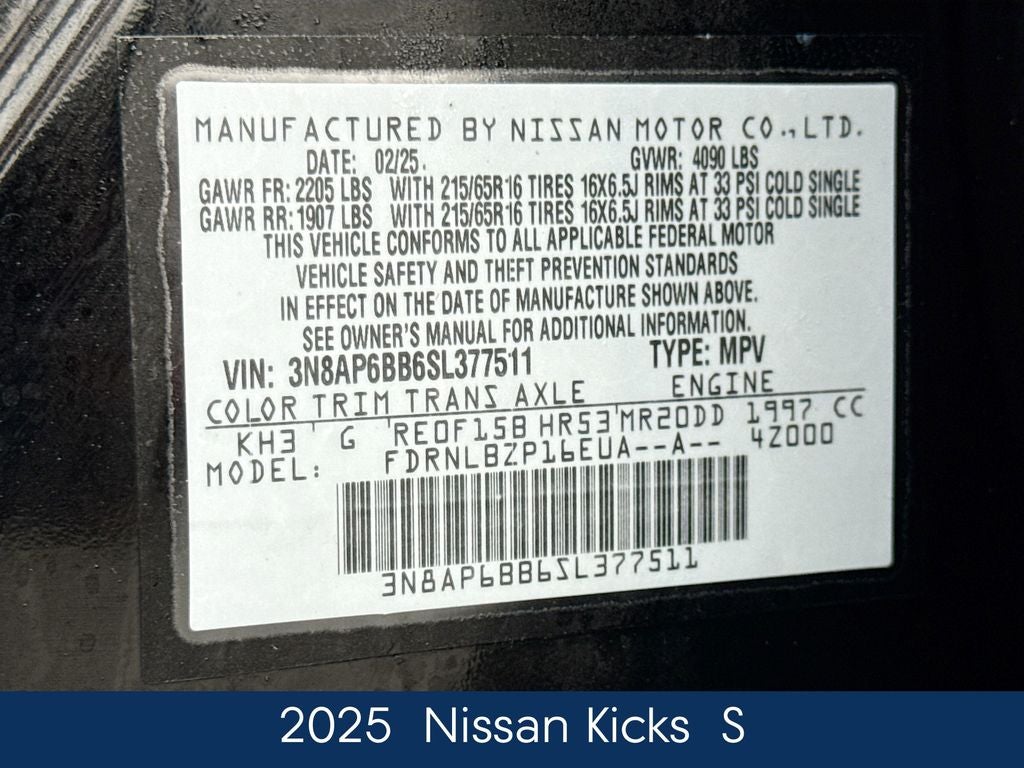 MANUFACTURED BY NISSAN MOTOR CO.,LTD.
DATE: 02/25. GVWR: 4090 LBS
GAWR FR: 2205 LBS WITH 215/65R16 TIRES 16X6.5J RIMS AT 33 PSI COLD SINGLE
GAWR RR: 1907 LBS WITH 215/65R16 TIRES 16X6.5J RIMS AT 33 PSI COLD SINGLE
THIS VEHICLE CONFORMS TO ALL APPLICABLE FEDERAL MOTOR
VEHICLE SAFETY AND THEFT PREVENTION STANDARDS
IN EFFECT ON THE DATE OF MANUFACTURE SHOWN ABOVE.
SEE OWNER'S MANUAL FOR ADDITIONAL INFORMATION.
VIN: 3N8AP6BB6SL377511 TYPE: MPV
COLOR TRIM TRANS AXLE ENGINE
KH3 ' G 'RE0F15B HR53'MR20DD 1997 CC
MODEL: FDRNLBZP16EUA--A-- 4Z000
3N8AP6BB6SL377511
2025 Nissan Kicks S